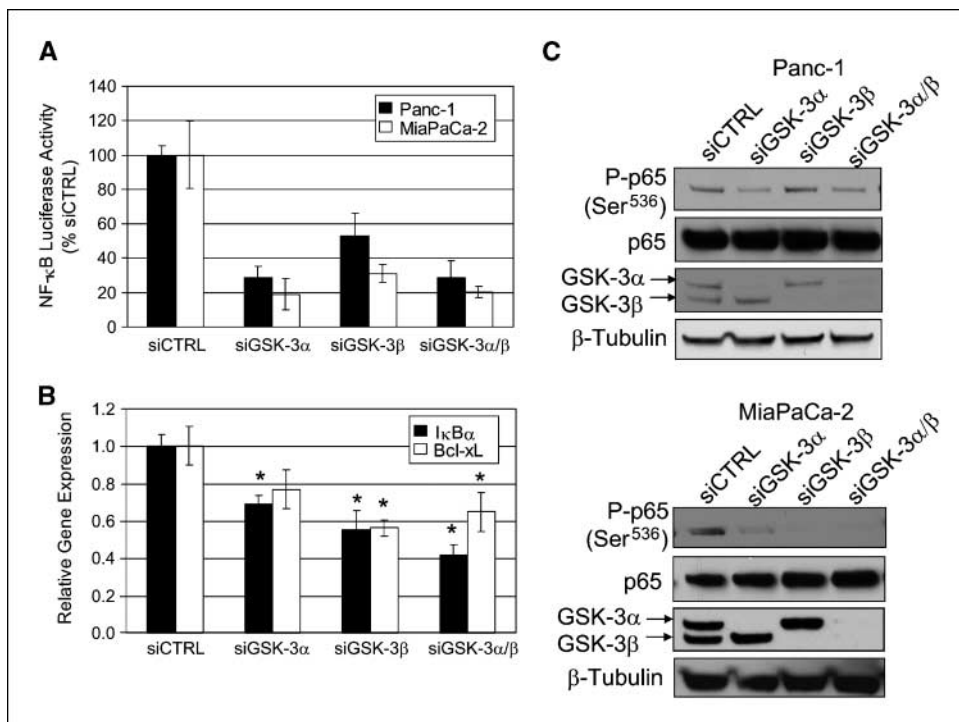 A
NF-κB Luciferase Activity
(% siCTRL)
140
120
100
80
60
40
20
0
Panc-1
MiaPaCa-2
siCTRL siGSK-3α siGSK-3β siGSK-3α/β
B
Relative Gene Expression
1.2
1.0
0.8
0.6
0.4
0.2
0.0
IκBα
Bcl-xL
* * * * *
siCTRL siGSK-3α siGSK-3β siGSK-3α/β
C
Panc-1
siCTRL siGSK-3α siGSK-3β siGSK-3α/β
P-p65
(Ser536)
p65
GSK-3α
GSK-3β
β-Tubulin
MiaPaCa-2
siCTRL siGSK-3α siGSK-3β siGSK-3α/β
P-p65
(Ser536)
p65
GSK-3α
GSK-3β
β-Tubulin